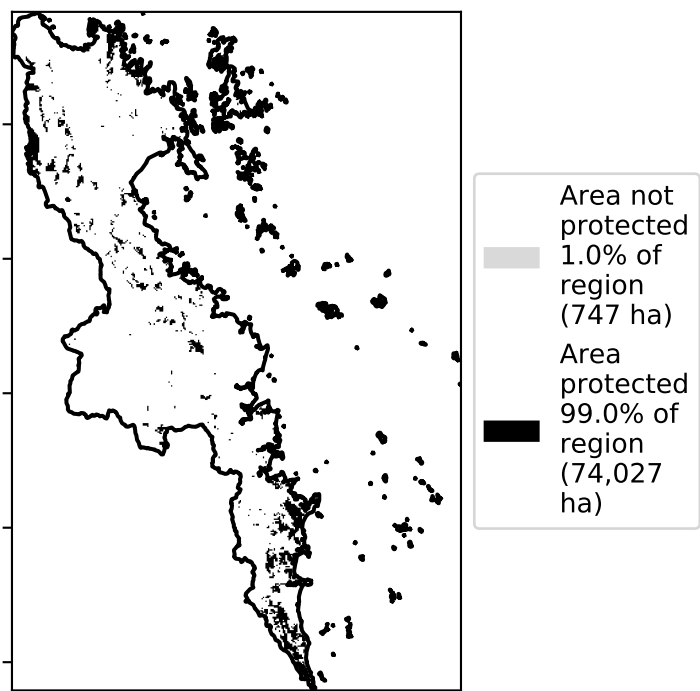 Area not
protected
1.0% of
region
(747 ha)
Area
protected
99.0% of
region
(74,027
ha)